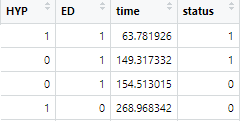 HYP ED time status
1 1 63.781926 1
0 1 149.317332 1
0 1 154.513015 0
1 0 268.968342 0